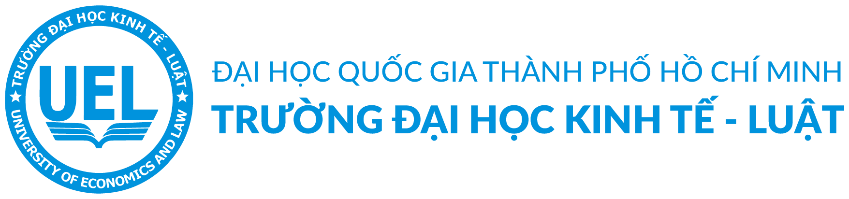 TRƯỜNG ĐẠI HỌC KINH TẾ - LUẬT
UEL
UNIVERSITY OF ECONOMICS AND LAW
ĐẠI HỌC QUỐC GIA THÀNH PHỐ HỒ CHÍ MINH
TRƯỜNG ĐẠI HỌC KINH TẾ - LUẬT